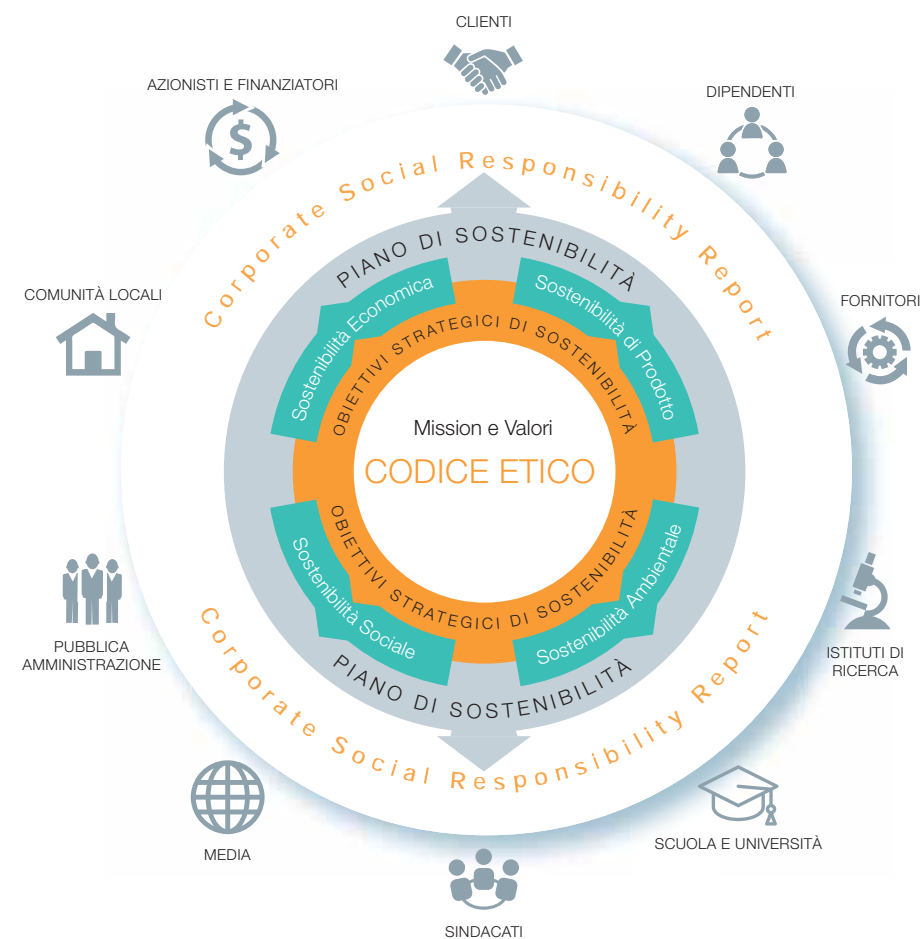 CLIENTI
AZIONISTI E FINANZIATORI
DIPENDENTI
Corporate Social Responsibility Report
PIANO DI SOSTENIBILITÀ
COMUNITÀ LOCALI
FORNITORI
Sostenibilità Economica
Sostenibilità di Prodotto
OBIETTIVI STRATEGICI DI SOSTENIBILITÀ
Mission e Valori
CODICE ETICO
OBIETTIVI STRATEGICI DI SOSTENIBILITÀ
Sostenibilità Sociale
Sostenibilità Ambientale
PUBBLICA
AMMINISTRAZIONE
ISTITUTI DI
RICERCA
PIANO DI SOSTENIBILITÀ
Corporate Social Responsibility Report
MEDIA
SCUOLA E UNIVERSITÀ
SINDACATI